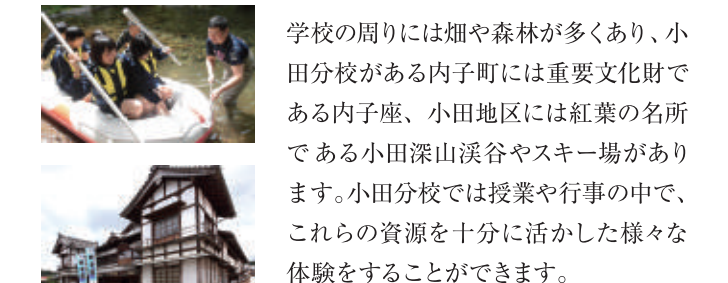 学校の周りには畑や森林が多くあり、小
田分校がある内子町には重要文化財で
ある内子座、小田地区には紅葉の名所
である小田深山渓谷やスキー場があり
ます。小田分校では授業や行事の中で、
これらの資源を十分に活かした様々な
体験をすることができます。